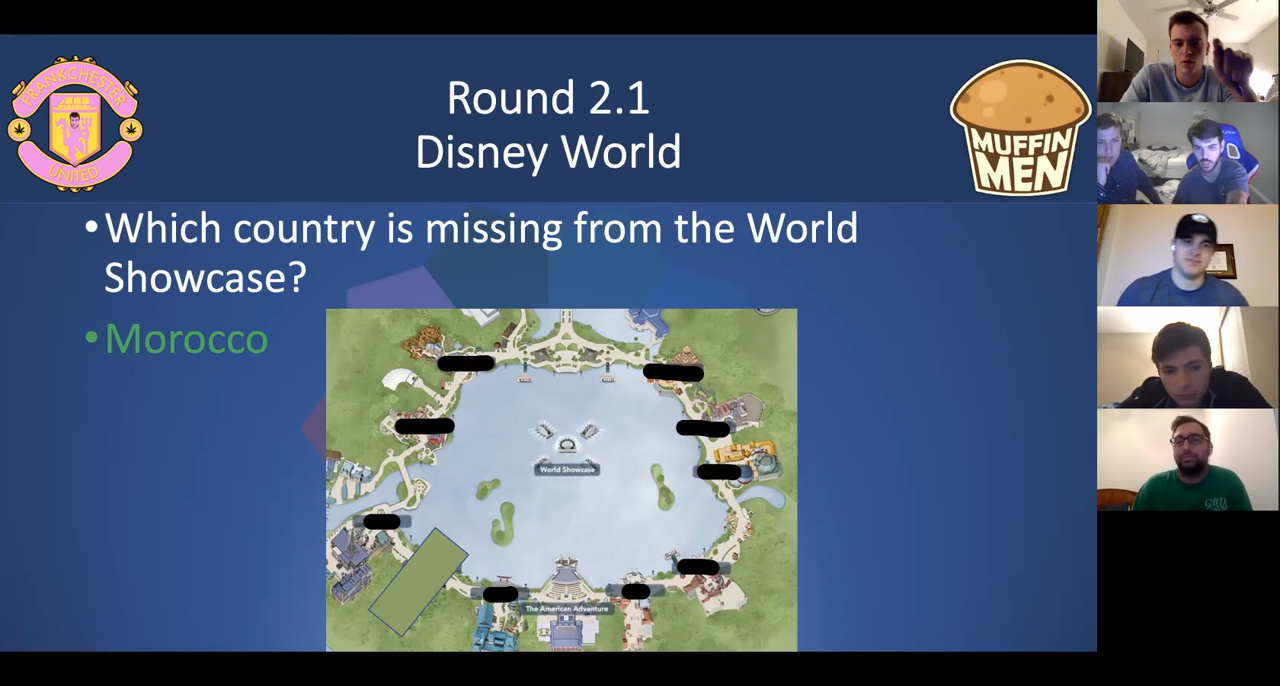 FRANKCHESTER
UNITED
Round 2.1
Disney World
MUFFIN
MEN
•Which country is missing from the World
Showcase?
•Morocco
World Showcase
The American Adventure